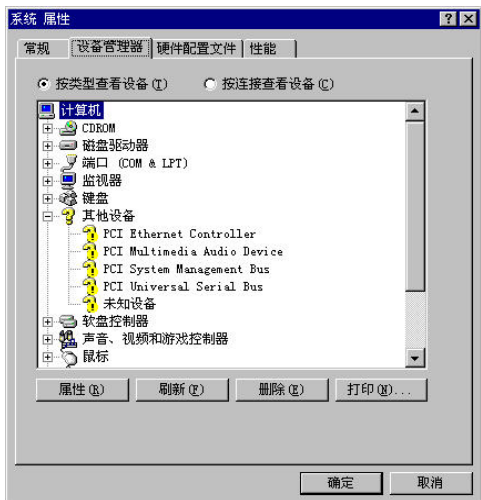 系统 属性
常规 设备管理器 硬件配置文件 性能
按类型查看设备(T) 按连接查看设备(C)
计算机
CDROM
磁盘驱动器
端口 (COM & LPT)
监视器
键盘
其他设备
PCI Ethernet Controller
PCI Multimedia Audio Device
PCI System Management Bus
PCI Universal Serial Bus
未知设备
软盘控制器
声音、视频和游戏控制器
鼠标
属性(R) 刷新(F) 删除(E) 打印(N)...
确定 取消